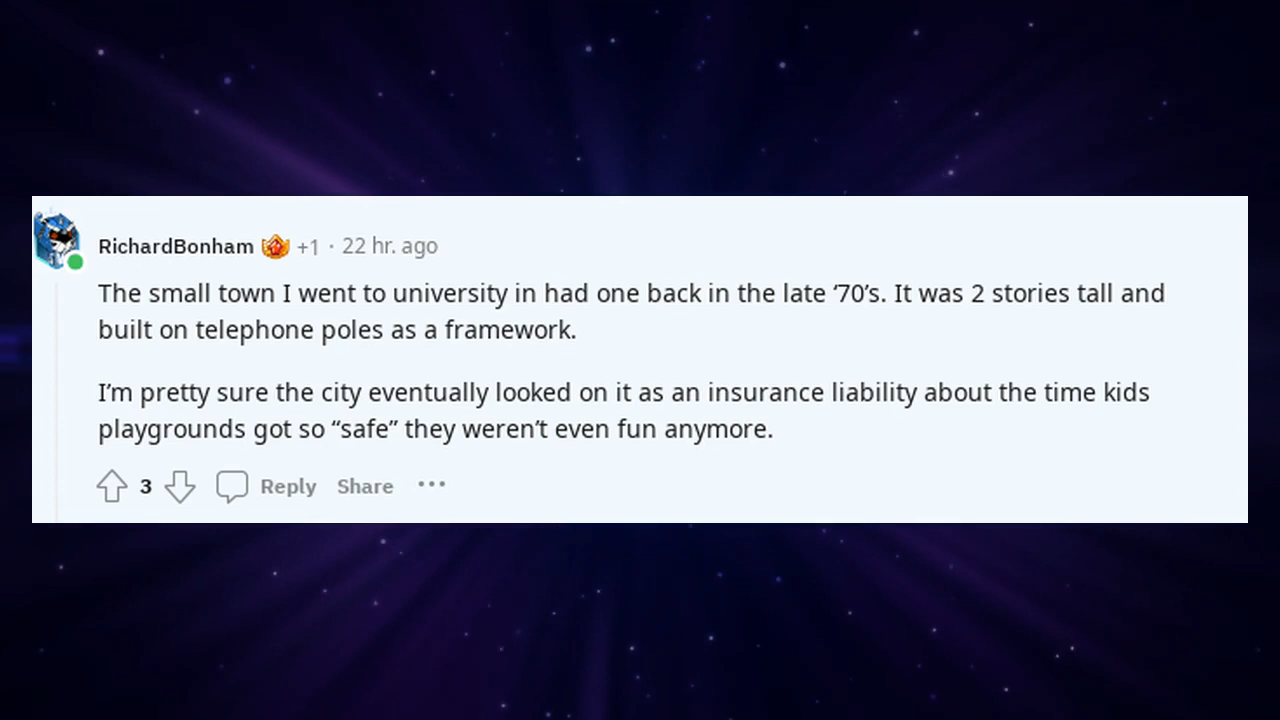 RichardBonham +1 · 22 hr. ago
The small town I went to university in had one back in the late ‘70’s. It was 2 stories tall and
built on telephone poles as a framework.
I’m pretty sure the city eventually looked on it as an insurance liability about the time kids
playgrounds got so “safe” they weren’t even fun anymore.
3 Reply Share ···